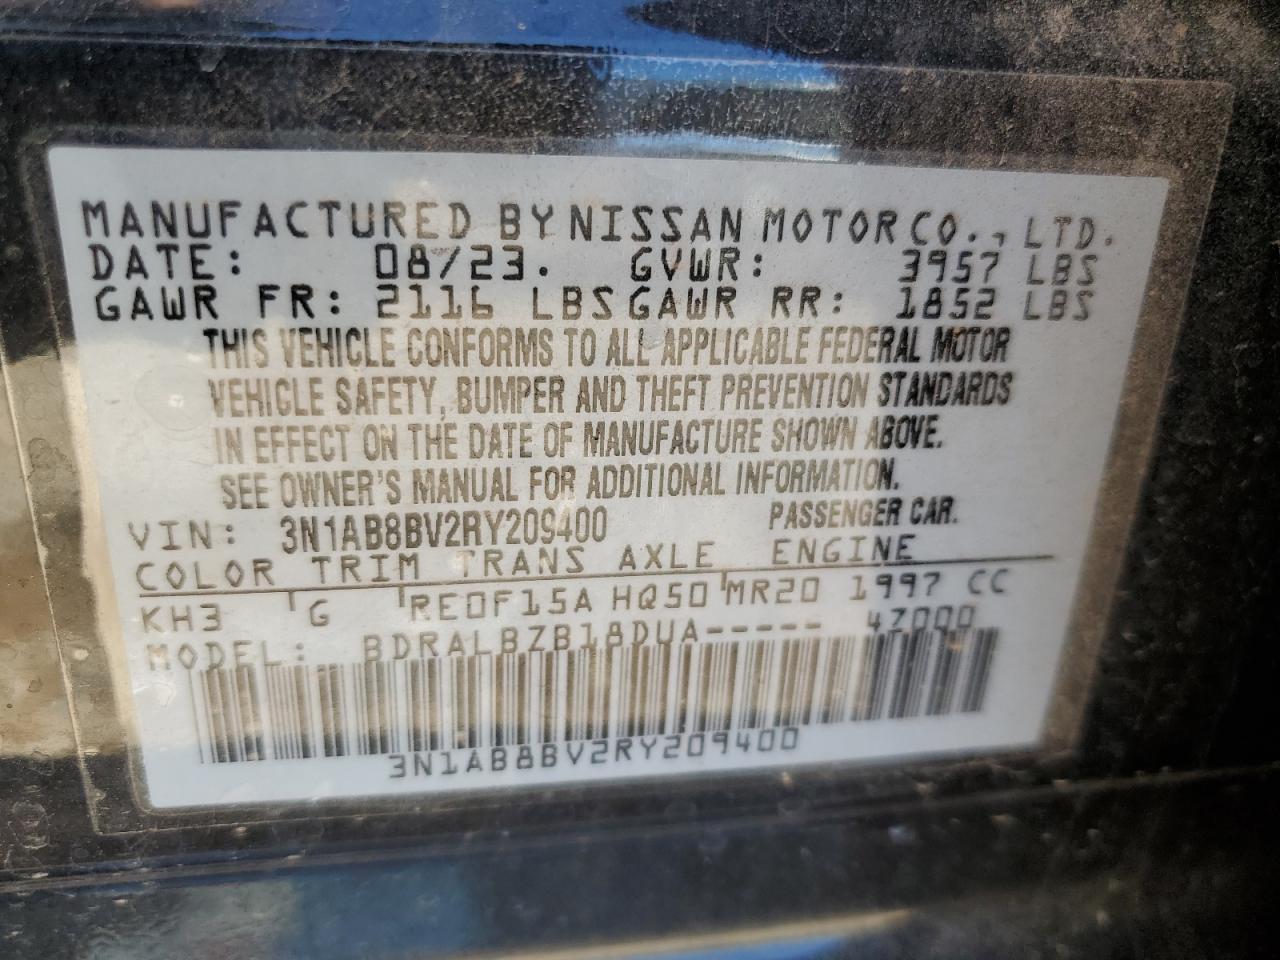 MANUFACTURED BY NISSAN MOTOR CO., LTD.
DATE: 08/23. GVWR: 3957 LBS
GAWR FR: 2116 LBS GAWR RR: 1852 LBS
THIS VEHICLE CONFORMS TO ALL APPLICABLE FEDERAL MOTOR
VEHICLE SAFETY, BUMPER AND THEFT PREVENTION STANDARDS
IN EFFECT ON THE DATE OF MANUFACTURE SHOWN ABOVE.
SEE OWNER'S MANUAL FOR ADDITIONAL INFORMATION.
VIN: 3N1AB8BV2RY209400 PASSENGER CAR.
COLOR TRIM TRANS AXLE ENGINE
KH3 G RE0F15A HQ50 MR20 1997 CC
MODEL: BDRALBZB18DUA----- 47000
3N1AB8BV2RY209400